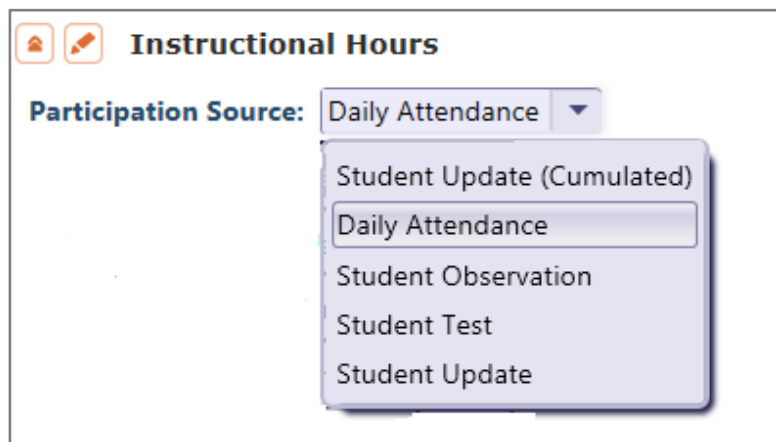 Instructional Hours
Participation Source: Daily Attendance
Student Update (Cumulated)
Daily Attendance
Student Observation
Student Test
Student Update